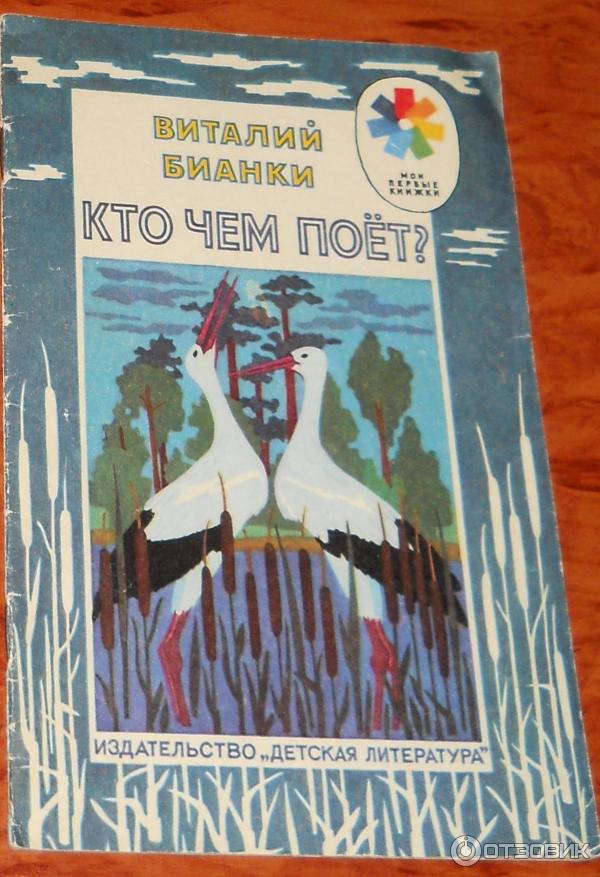 ВИТАЛИЙ
БИАНКИ
МОИ
ПЕРВЫЕ
КНИЖКИ
КТО ЧЕМ ПОЁТ?
ИЗДАТЕЛЬСТВО „ДЕТСКАЯ ЛИТЕРАТУРА"
ОТЗОВИК